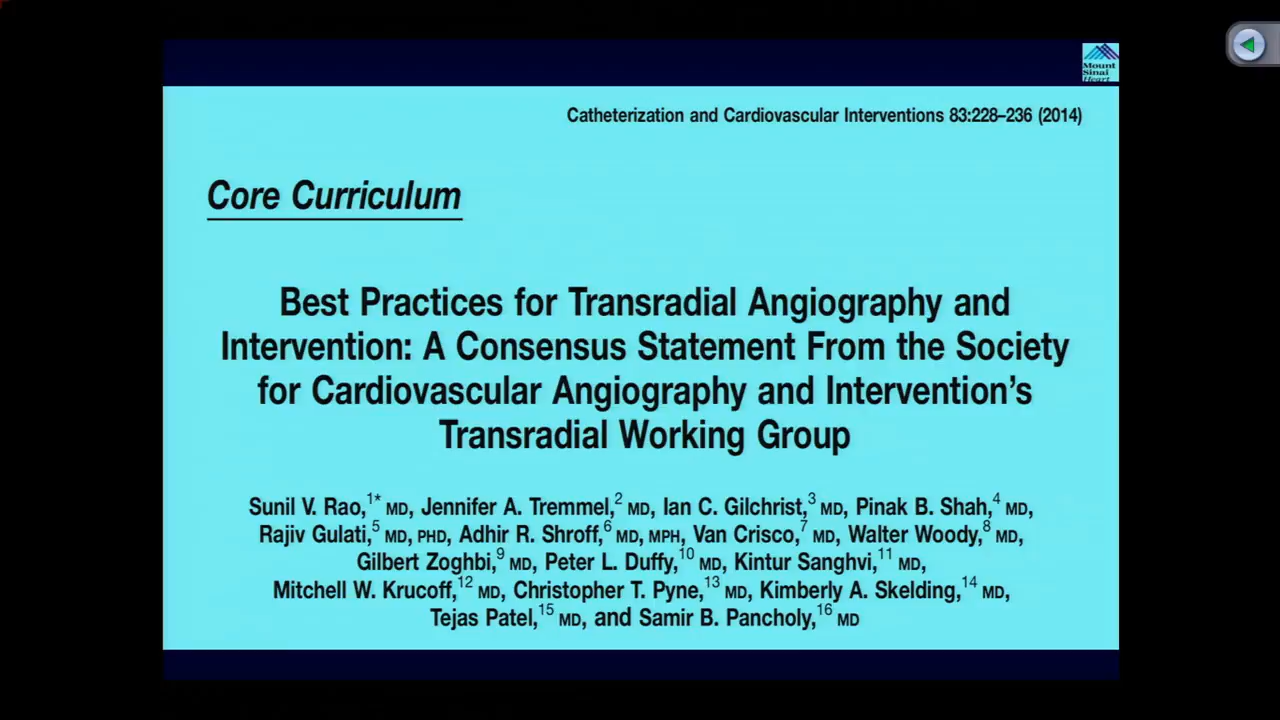 Mount
Sinai
Heart
Catheterization and Cardiovascular Interventions 83:228–236 (2014)
Core Curriculum
Best Practices for Transradial Angiography and
Intervention: A Consensus Statement From the Society
for Cardiovascular Angiography and Intervention's
Transradial Working Group
Sunil V. Rao,1* MD, Jennifer A. Tremmel,2 MD, Ian C. Gilchrist,3 MD, Pinak B. Shah,4 MD,
Rajiv Gulati,5 MD, PHD, Adhir R. Shroff,6 MD, MPH, Van Crisco,7 MD, Walter Woody,8 MD,
Gilbert Zoghbi,9 MD, Peter L. Duffy,10 MD, Kintur Sanghvi,11 MD,
Mitchell W. Krucoff,12 MD, Christopher T. Pyne,13 MD, Kimberly A. Skelding,14 MD,
Tejas Patel,15 MD, and Samir B. Pancholy,16 MD